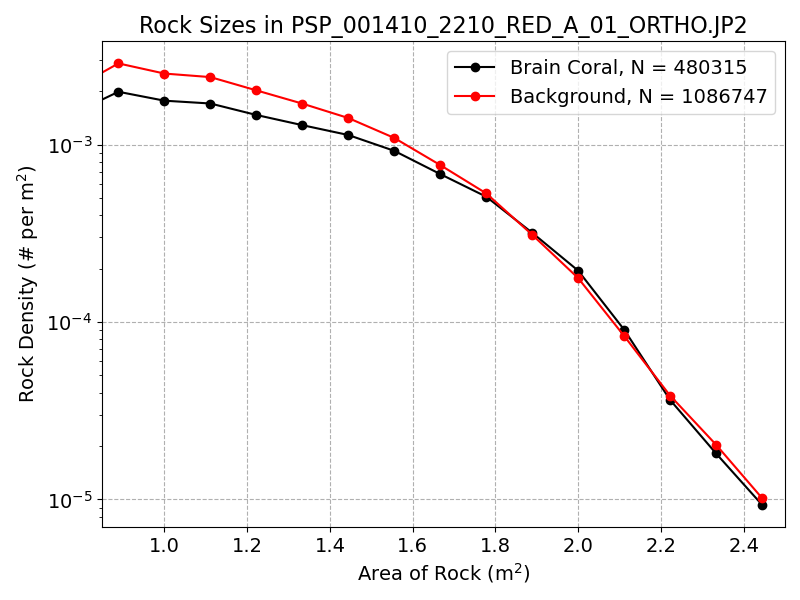 Rock Sizes in PSP_001410_2210_RED_A_01_ORTHO.JP2
Brain Coral, N = 480315
Background, N = 1086747
Rock Density (# per m²)
10⁻³
10⁻⁴
10⁻⁵
1.0 1.2 1.4 1.6 1.8 2.0 2.2 2.4
Area of Rock (m²)